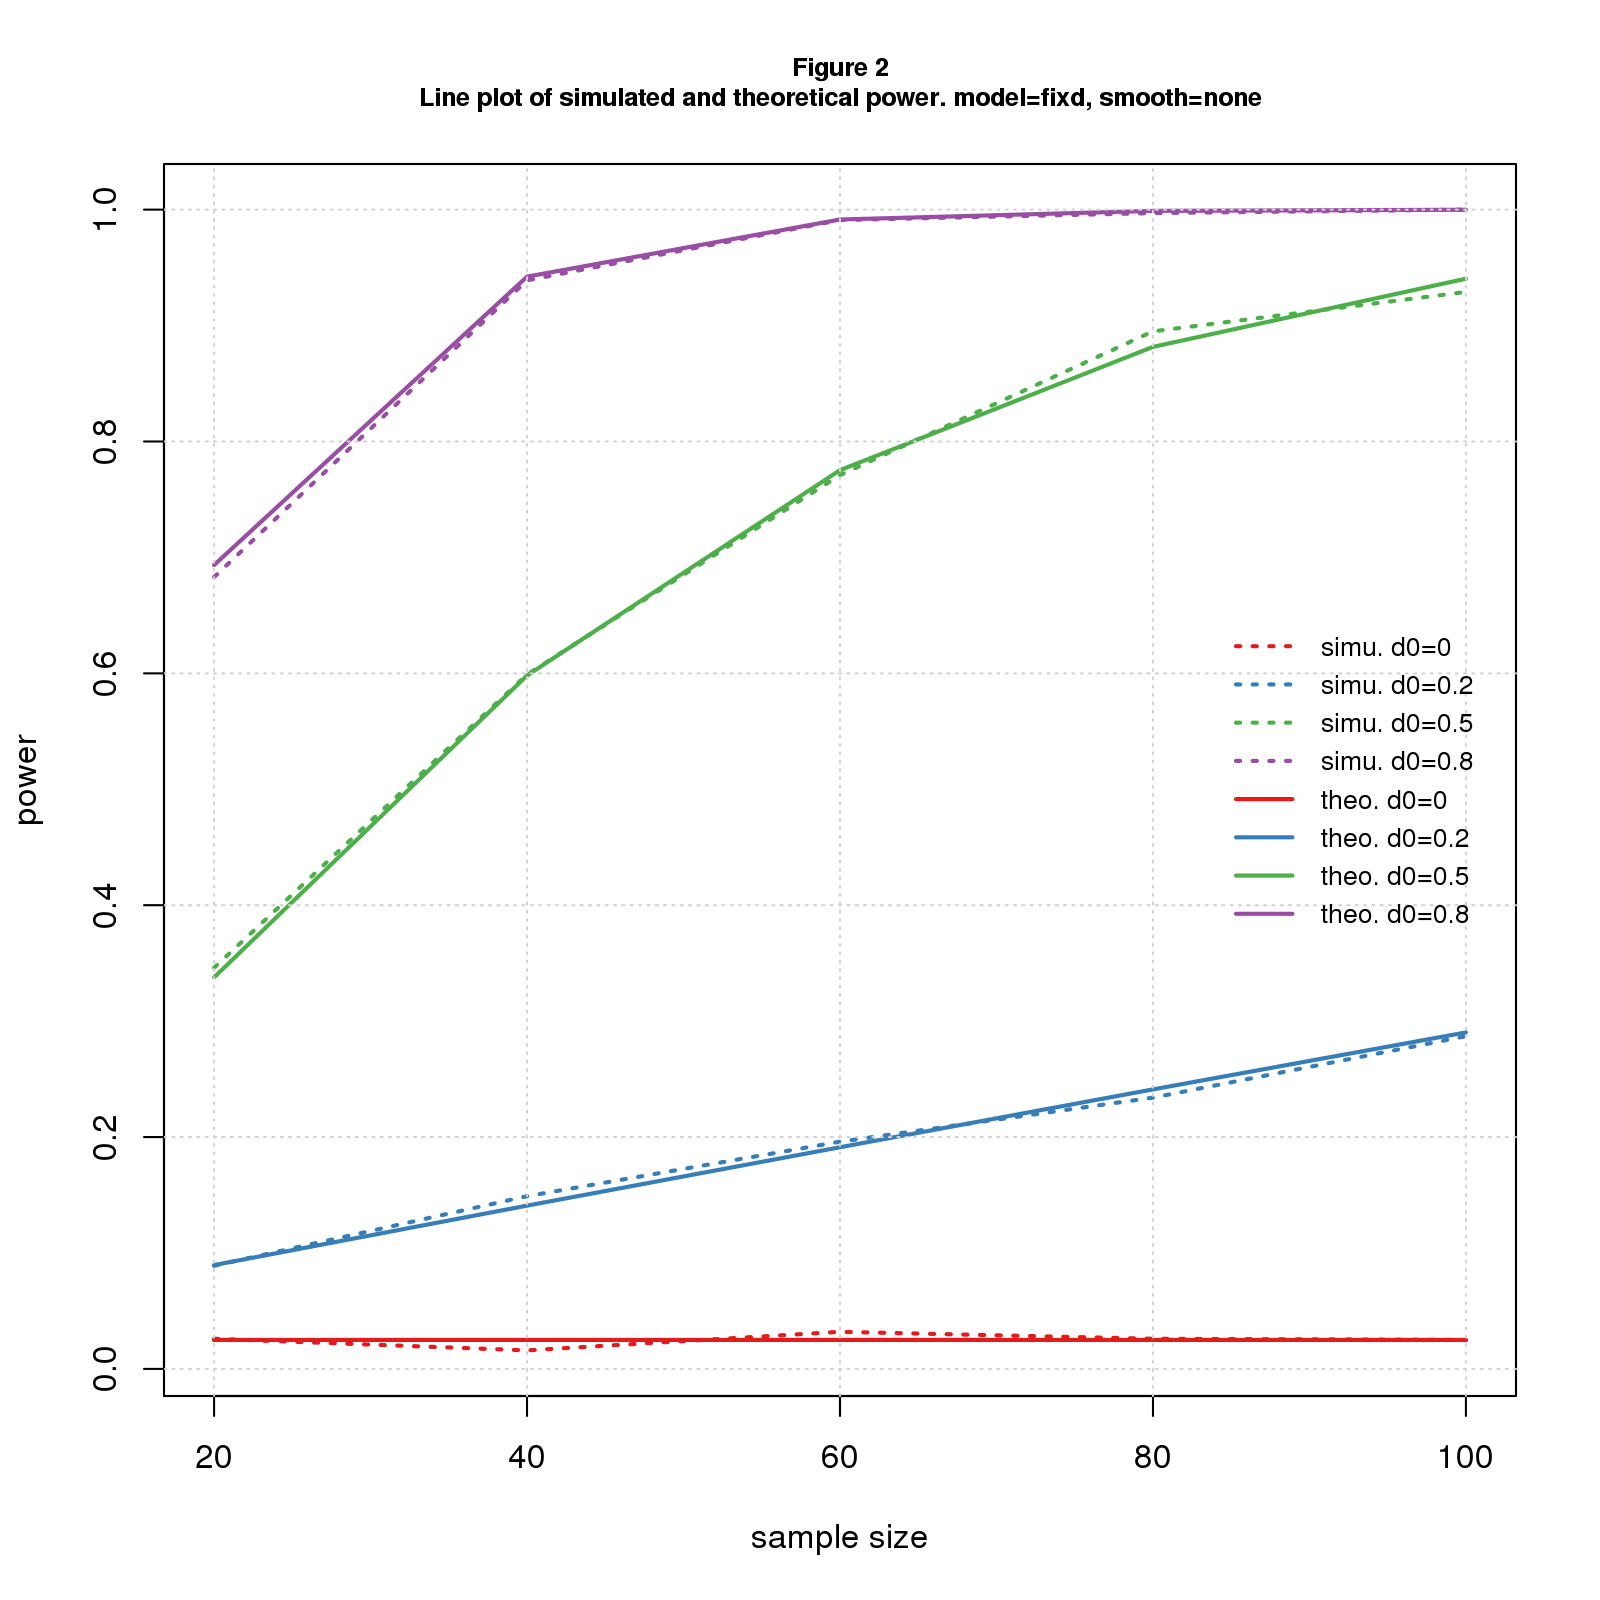 Figure 2
Line plot of simulated and theoretical power. model=fixd, smooth=none
power
1.0
0.8
0.6
0.4
0.2
0.0
simu. d0=0
simu. d0=0.2
simu. d0=0.5
simu. d0=0.8
theo. d0=0
theo. d0=0.2
theo. d0=0.5
theo. d0=0.8
20 40 60 80 100
sample size